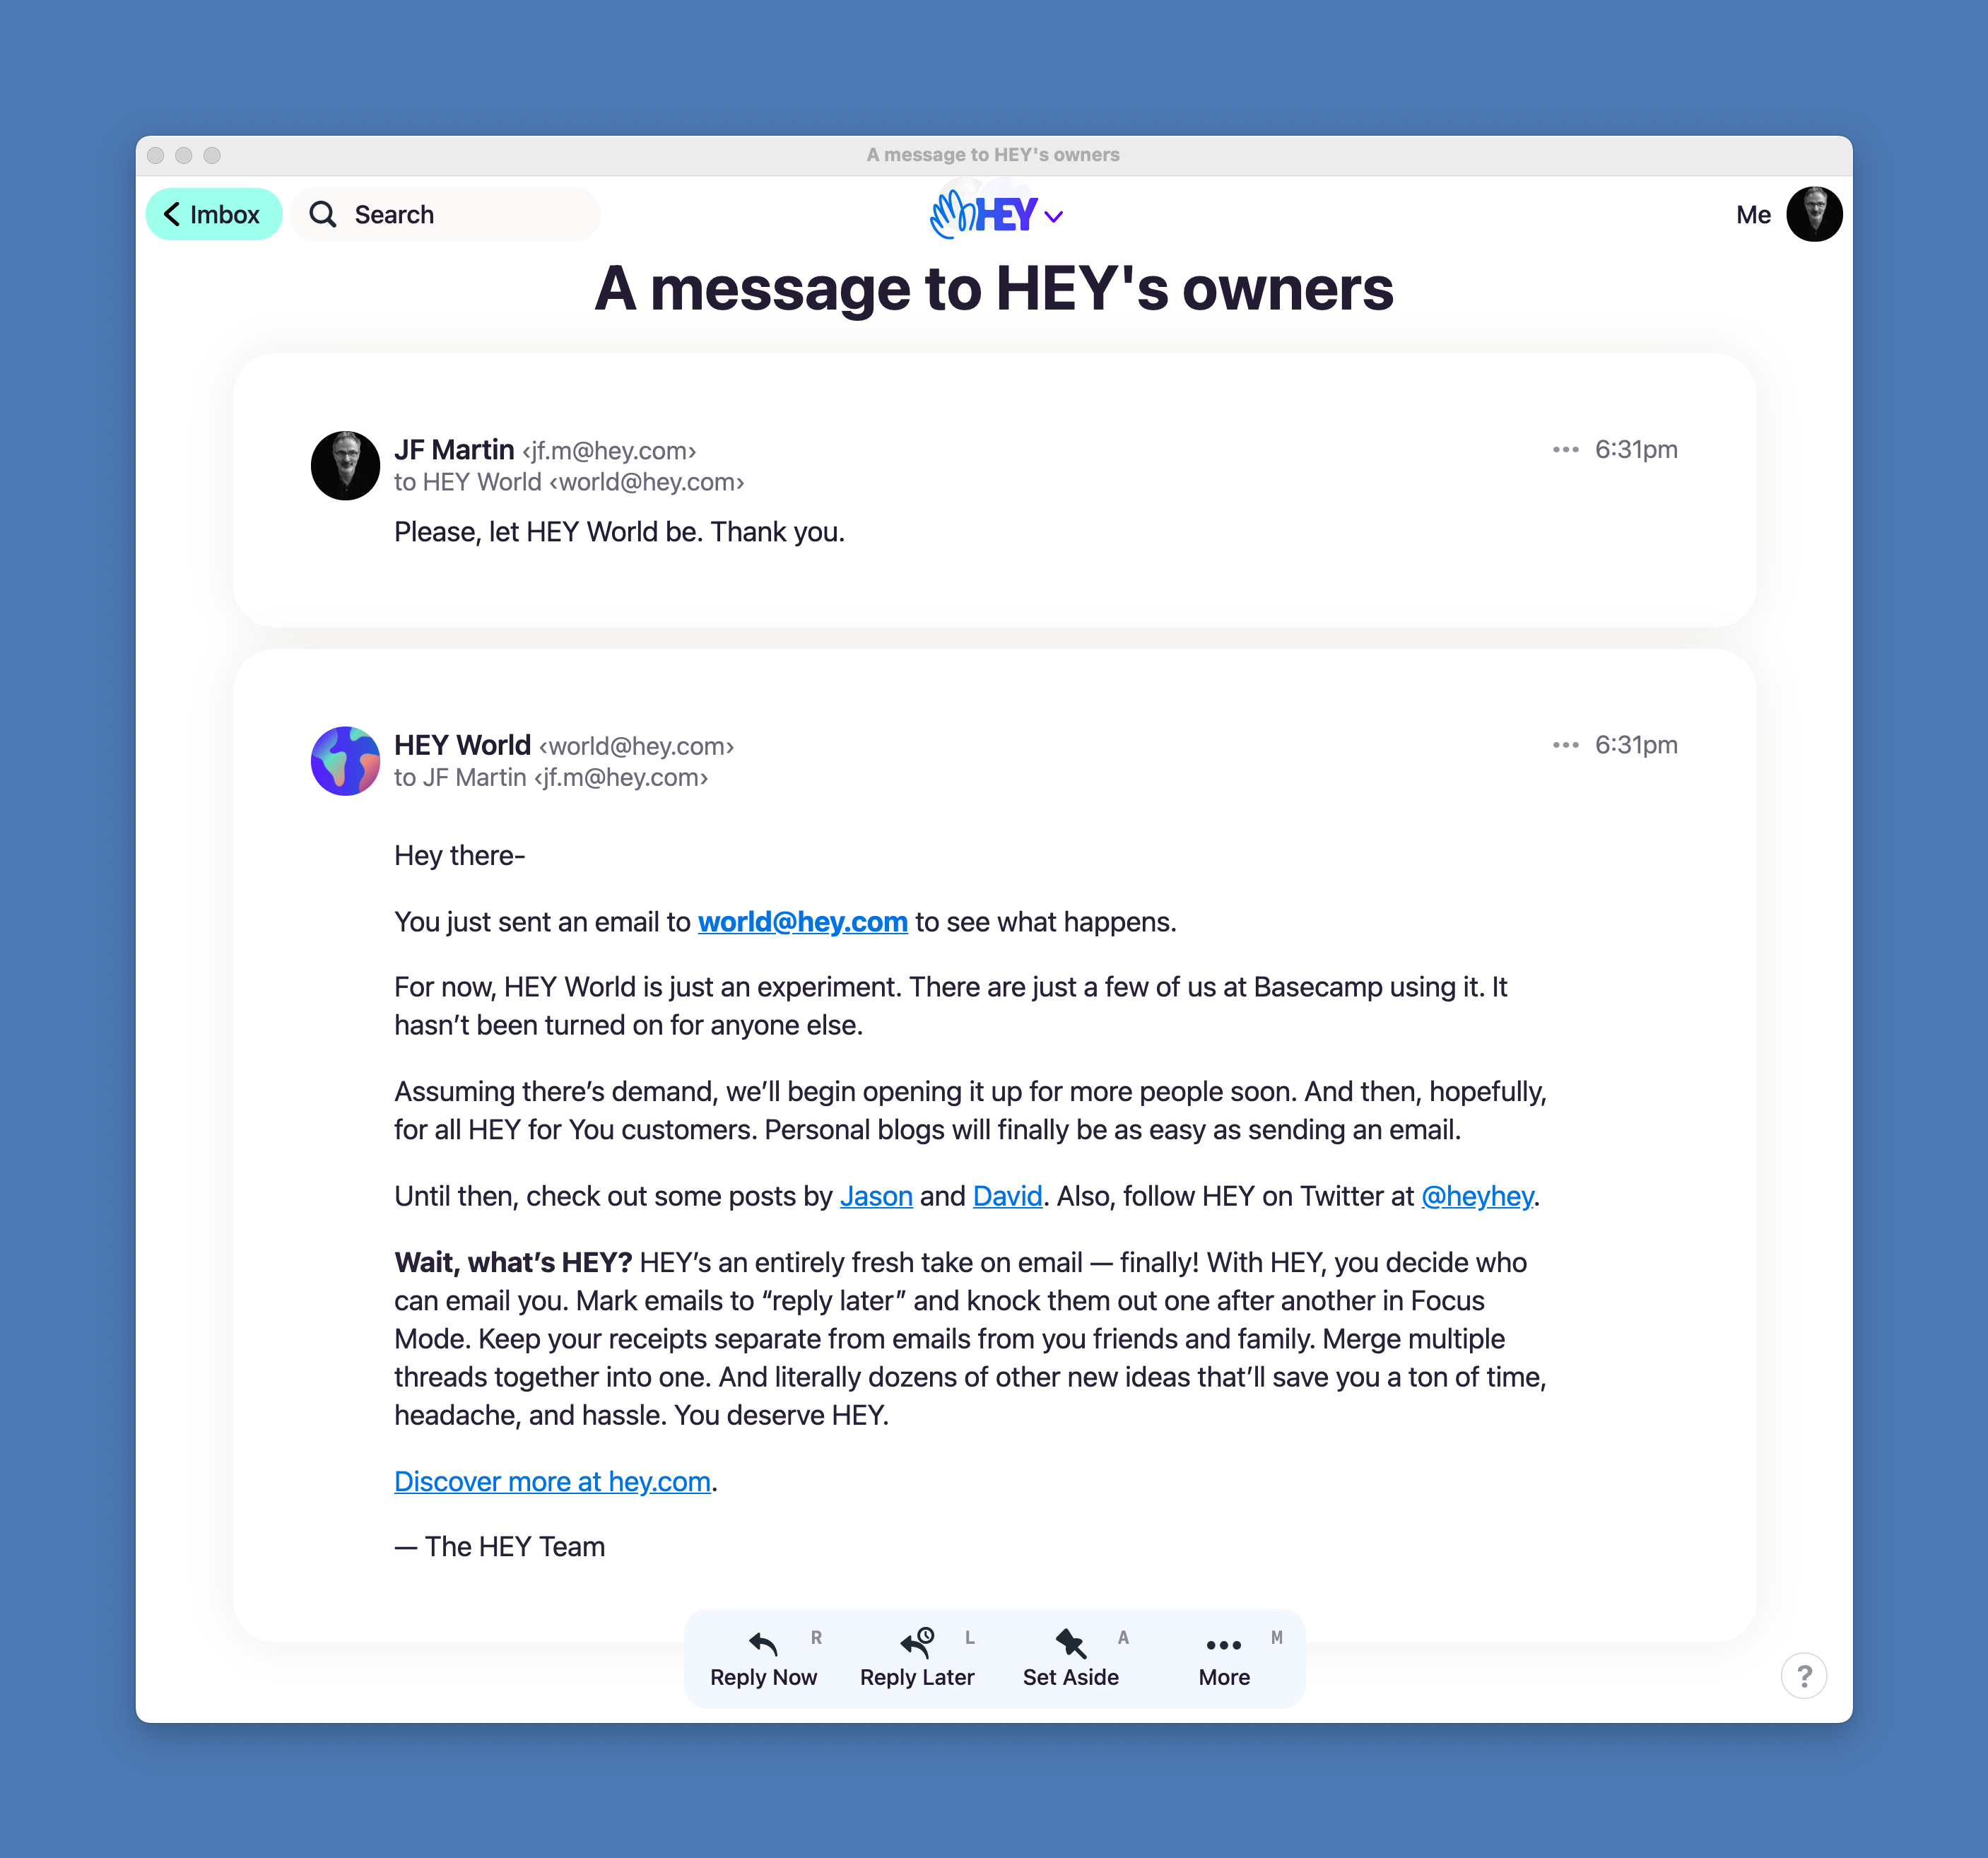 A message to HEY's owners
Imbox
Search
HEY
Me
A message to HEY's owners
JF Martin <jf.m@hey.com>
6:31pm
to HEY World <world@hey.com>
Please, let HEY World be. Thank you.
HEY World <world@hey.com>
6:31pm
to JF Martin <jf.m@hey.com>
Hey there-
You just sent an email to world@hey.com to see what happens.
For now, HEY World is just an experiment. There are just a few of us at Basecamp using it. It
hasn’t been turned on for anyone else.
Assuming there’s demand, we’ll begin opening it up for more people soon. And then, hopefully,
for all HEY for You customers. Personal blogs will finally be as easy as sending an email.
Until then, check out some posts by Jason and David. Also, follow HEY on Twitter at @heyhey.
Wait, what’s HEY? HEY’s an entirely fresh take on email — finally! With HEY, you decide who
can email you. Mark emails to “reply later” and knock them out one after another in Focus
Mode. Keep your receipts separate from emails from you friends and family. Merge multiple
threads together into one. And literally dozens of other new ideas that’ll save you a ton of time,
headache, and hassle. You deserve HEY.
Discover more at hey.com.
— The HEY Team
R
L
A
M
Reply Now
Reply Later
Set Aside
More
?